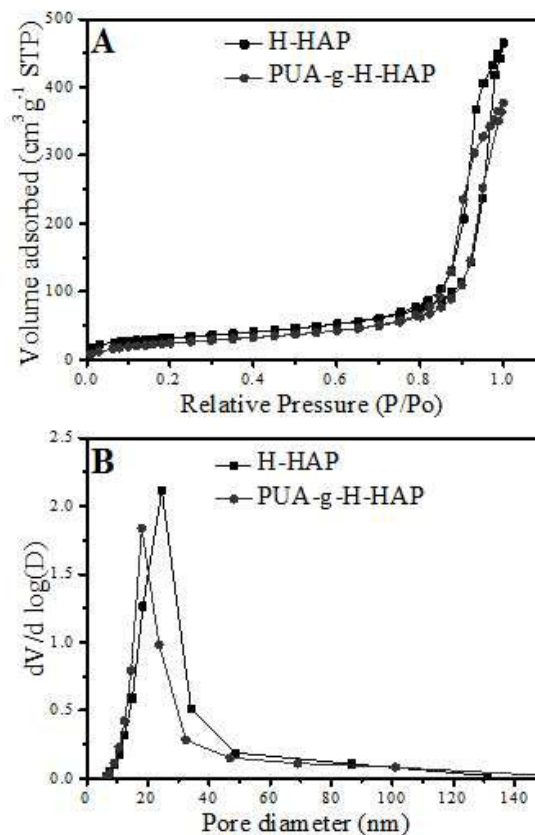 A
H-HAP
PUA-g-H-HAP
500
400
300
200
100
0
Volume adsorbed (cm³g⁻¹ STP)
0.0 0.2 0.4 0.6 0.8 1.0
Relative Pressure (P/Po)
B
H-HAP
PUA-g-H-HAP
2.5
2.0
1.5
1.0
0.5
0.0
dV/d log(D)
0 20 40 60 80 100 120 140
Pore diameter (nm)